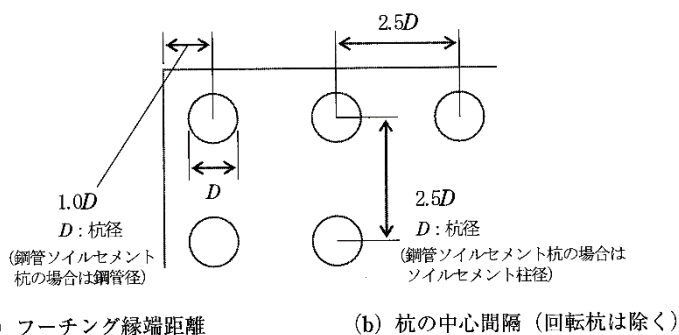 2.5D
1.0D
D：杭径
(鋼管ソイルセメント
杭の場合は鋼管径)
D
2.5D
D：杭径
(鋼管ソイルセメント杭の場合は
ソイルセメント柱径)
フーチング縁端距離
(b) 杭の中心間隔（回転杭は除く）